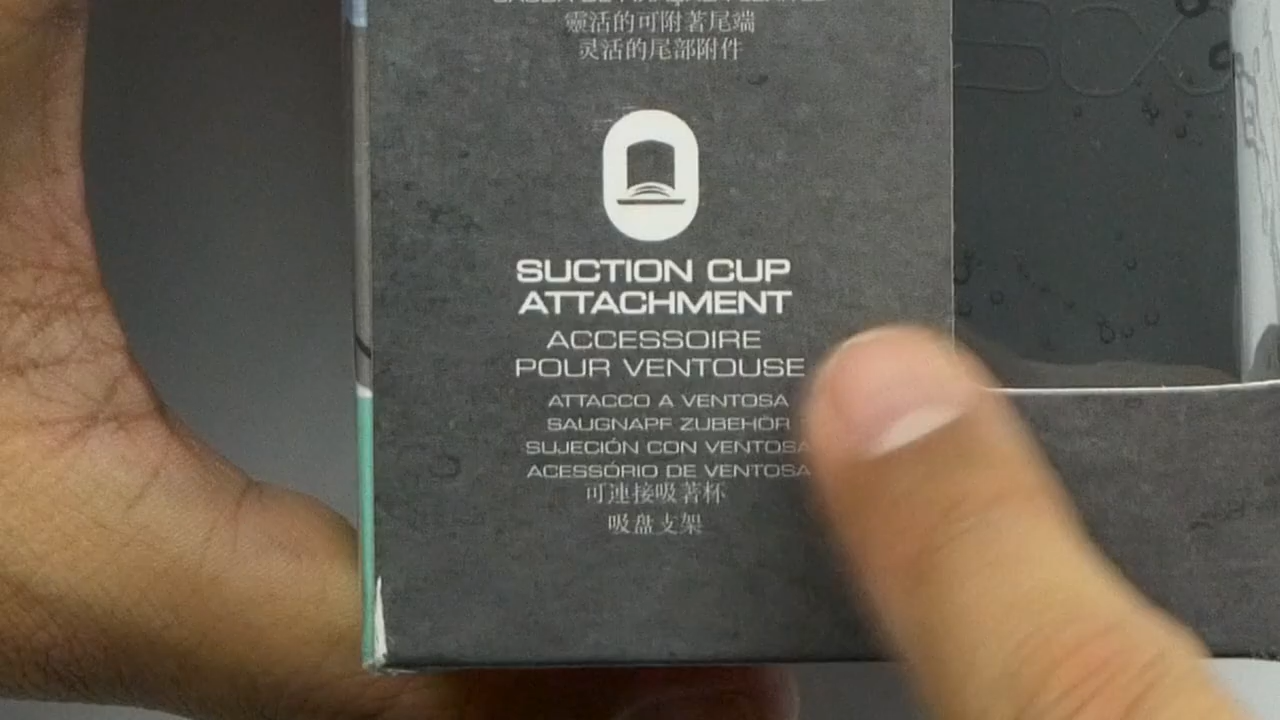 靈活的可附著尾端
灵活的尾部附件
SUCTION CUP
ATTACHMENT
ACCESSOIRE
POUR VENTOUSE
ATTACCO A VENTOSA
SAUGNAPF ZUBEHÖR
SUJECIÓN CON VENTOSA
ACESSÓRIO DE VENTOSA
可連接吸著杯
吸盘支架